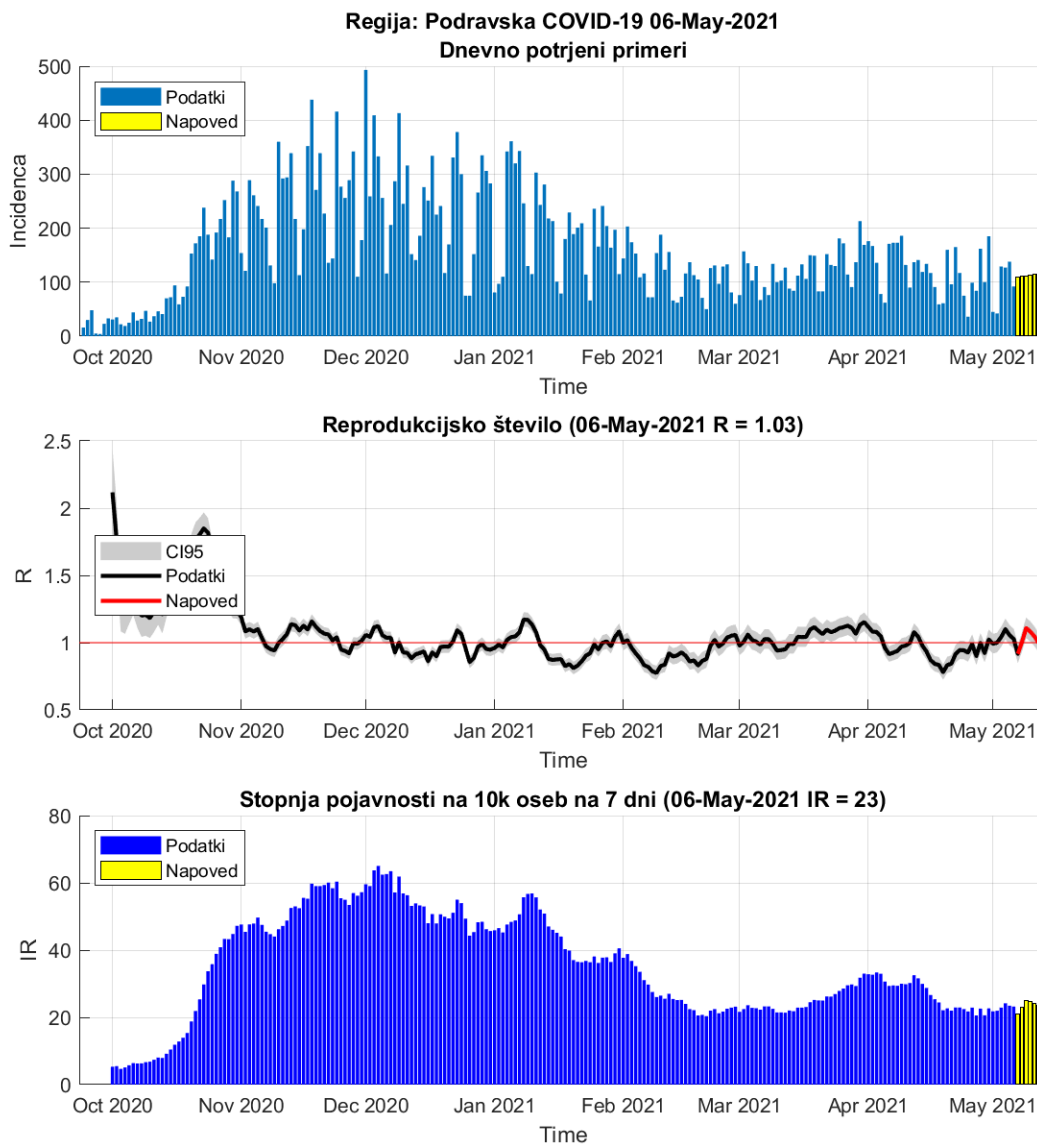 Regija: Podravska COVID-19 06-May-2021
Dnevno potrjeni primeri
500
400
300
200
100
0
Incidenca
Podatki
Napoved
Oct 2020 Nov 2020 Dec 2020 Jan 2021 Feb 2021 Mar 2021 Apr 2021 May 2021
Time
Reprodukcijsko število (06-May-2021 R = 1.03)
2.5
2
1.5
1
0.5
R
CI95
Podatki
Napoved
Oct 2020 Nov 2020 Dec 2020 Jan 2021 Feb 2021 Mar 2021 Apr 2021 May 2021
Time
Stopnja pojavnosti na 10k oseb na 7 dni (06-May-2021 IR = 23)
80
60
40
20
0
IR
Podatki
Napoved
Oct 2020 Nov 2020 Dec 2020 Jan 2021 Feb 2021 Mar 2021 Apr 2021 May 2021
Time